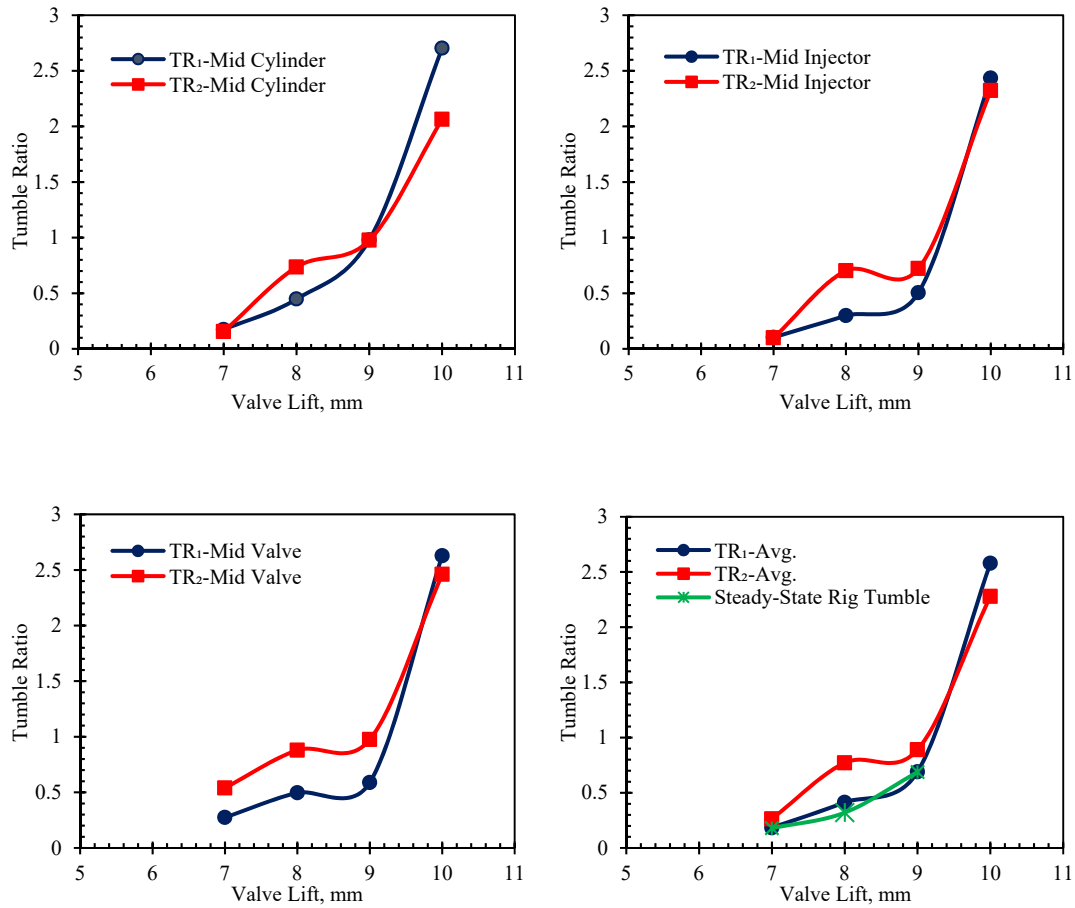 3
2.5
2
1.5
1
0.5
0
5 6 7 8 9 10 11
Tumble Ratio
Valve Lift, mm
TR₁-Mid Cylinder
TR₂-Mid Cylinder
3
2.5
2
1.5
1
0.5
0
5 6 7 8 9 10 11
Tumble Ratio
Valve Lift, mm
TR₁-Mid Injector
TR₂-Mid Injector
3
2.5
2
1.5
1
0.5
0
5 6 7 8 9 10 11
Tumble Ratio
Valve Lift, mm
TR₁-Mid Valve
TR₂-Mid Valve
3
2.5
2
1.5
1
0.5
0
5 6 7 8 9 10 11
Tumble Ratio
Valve Lift, mm
TR₁-Avg.
TR₂-Avg.
Steady-State Rig Tumble